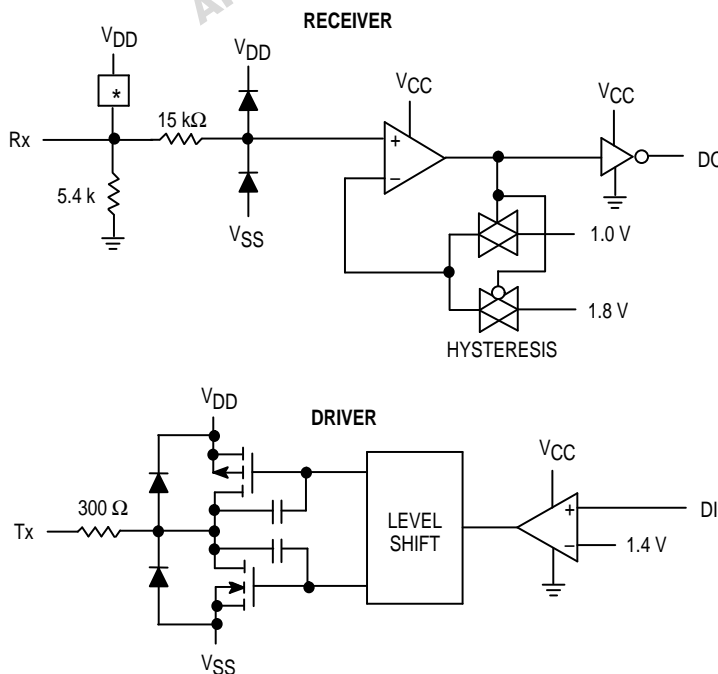 RECEIVER
VDD
*
VDD
VCC
VCC
Rx
15 kΩ
+
−
DO
5.4 k
VSS
1.0 V
1.8 V
HYSTERESIS
DRIVER
VDD
VCC
Tx
300 Ω
LEVEL
SHIFT
+
−
DI
1.4 V
VSS